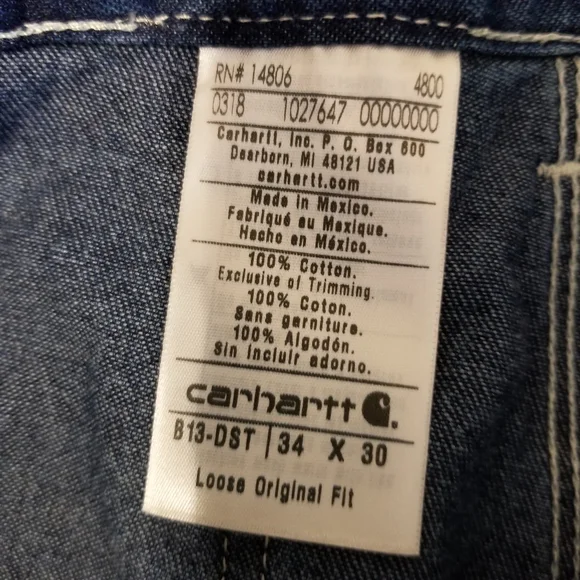 RN# 14806 4800
0318 1027647 00000000
Carhartt, Inc. P. O. Box 600
Dearborn, MI 48121 USA
carhartt.com
Made in Mexico.
Fabriqué au Mexique.
Hecho en México.
100% Cotton.
Exclusive of Trimming.
100% Coton.
Sans garniture.
100% Algodón.
Sin incluir adorno.
carhartt
B13-DST | 34 X 30
Loose Original Fit